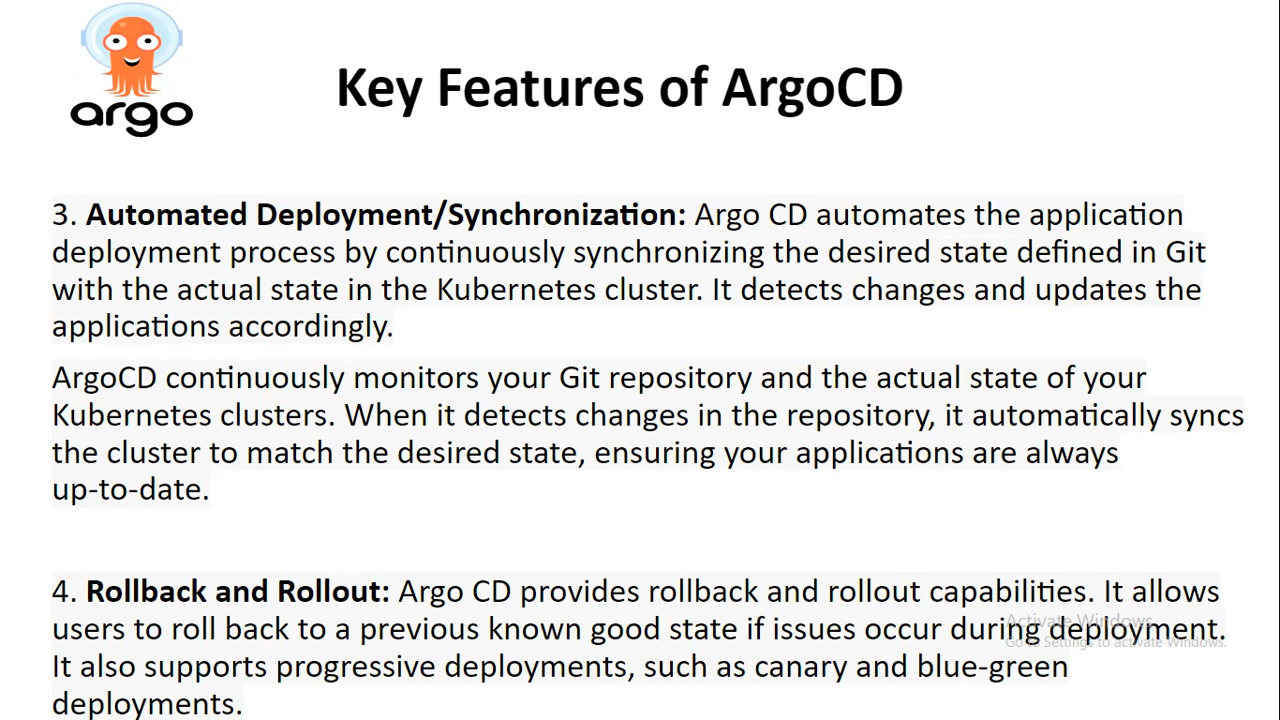 argo
Key Features of ArgoCD
3. Automated Deployment/Synchronization: Argo CD automates the application
deployment process by continuously synchronizing the desired state defined in Git
with the actual state in the Kubernetes cluster. It detects changes and updates the
applications accordingly.
ArgoCD continuously monitors your Git repository and the actual state of your
Kubernetes clusters. When it detects changes in the repository, it automatically syncs
the cluster to match the desired state, ensuring your applications are always
up-to-date.
4. Rollback and Rollout: Argo CD provides rollback and rollout capabilities. It allows
users to roll back to a previous known good state if issues occur during deployment.
It also supports progressive deployments, such as canary and blue-green
deployments.
Activate Windows
Go to Settings to activate Windows.